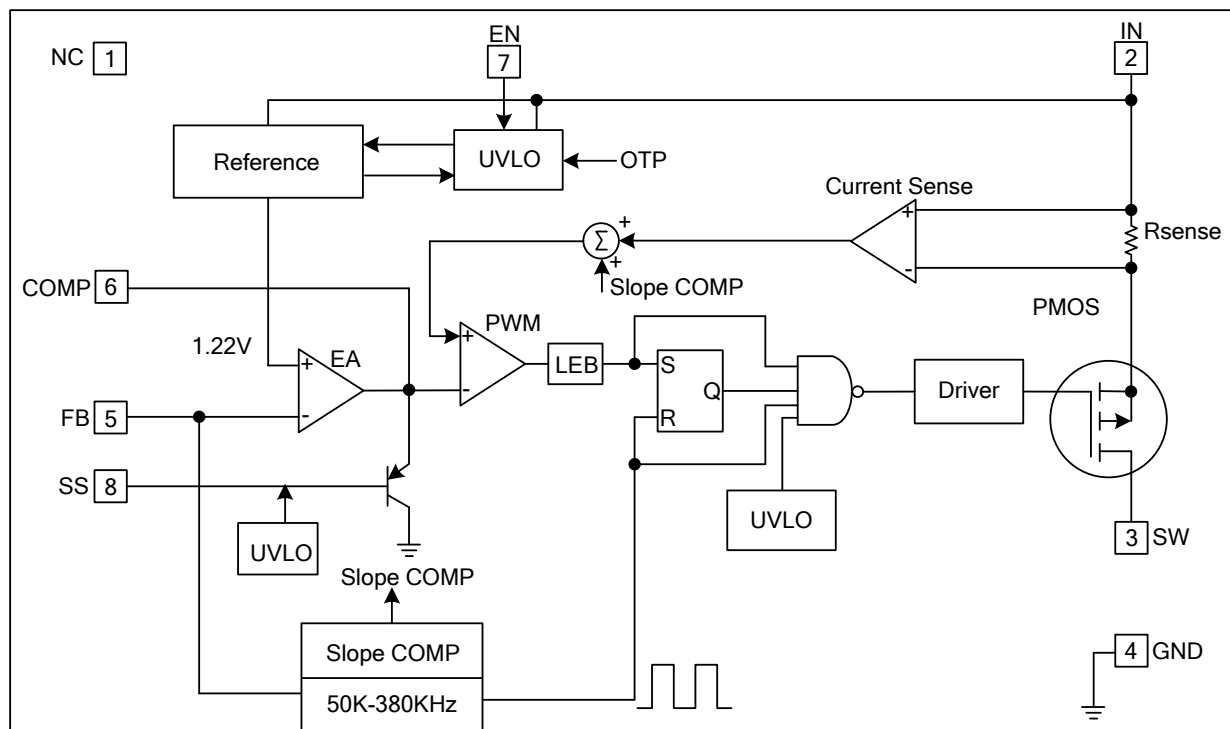 NC 1
EN
7
IN
2
Reference
UVLO
OTP
Current Sense
+
-
Rsense
Σ
+
+
Slope COMP
COMP 6
PWM
+
-
PMOS
1.22V
EA
+
-
LEB
S
Q
R
Driver
FB 5
SS 8
UVLO
UVLO
3 SW
Slope COMP
Slope COMP
50K-380KHz
4 GND